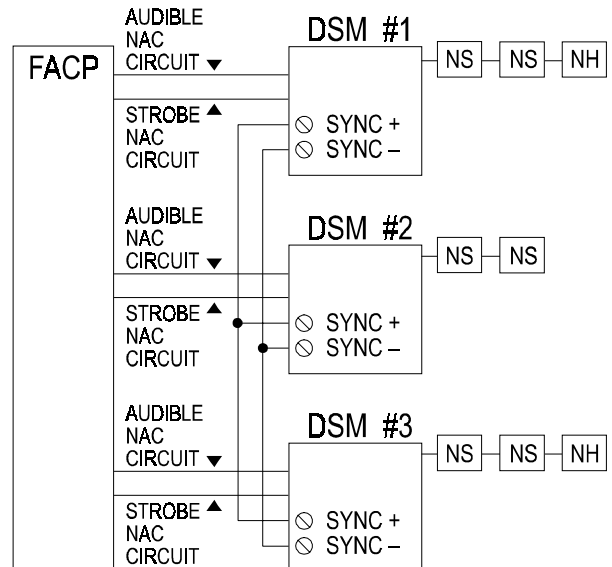 FACP
AUDIBLE
NAC
CIRCUIT ▼
STROBE ▲
NAC
CIRCUIT
DSM #1
SYNC +
SYNC –
NS NS NH
AUDIBLE
NAC
CIRCUIT ▼
STROBE ▲
NAC
CIRCUIT
DSM #2
SYNC +
SYNC –
NS NS
AUDIBLE
NAC
CIRCUIT ▼
STROBE ▲
NAC
CIRCUIT
DSM #3
SYNC +
SYNC –
NS NS NH